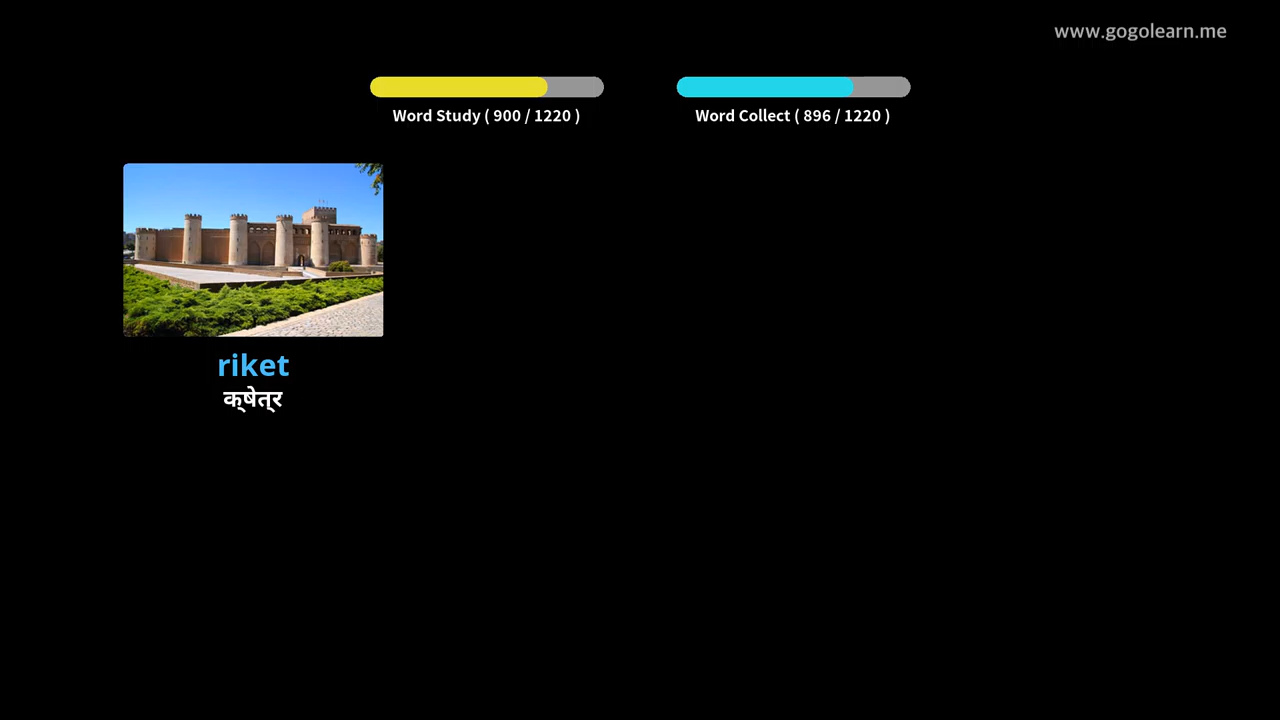 www.gogolearn.me
Word Study ( 900 / 1220 )
Word Collect ( 896 / 1220 )
riket
क्षेत्र